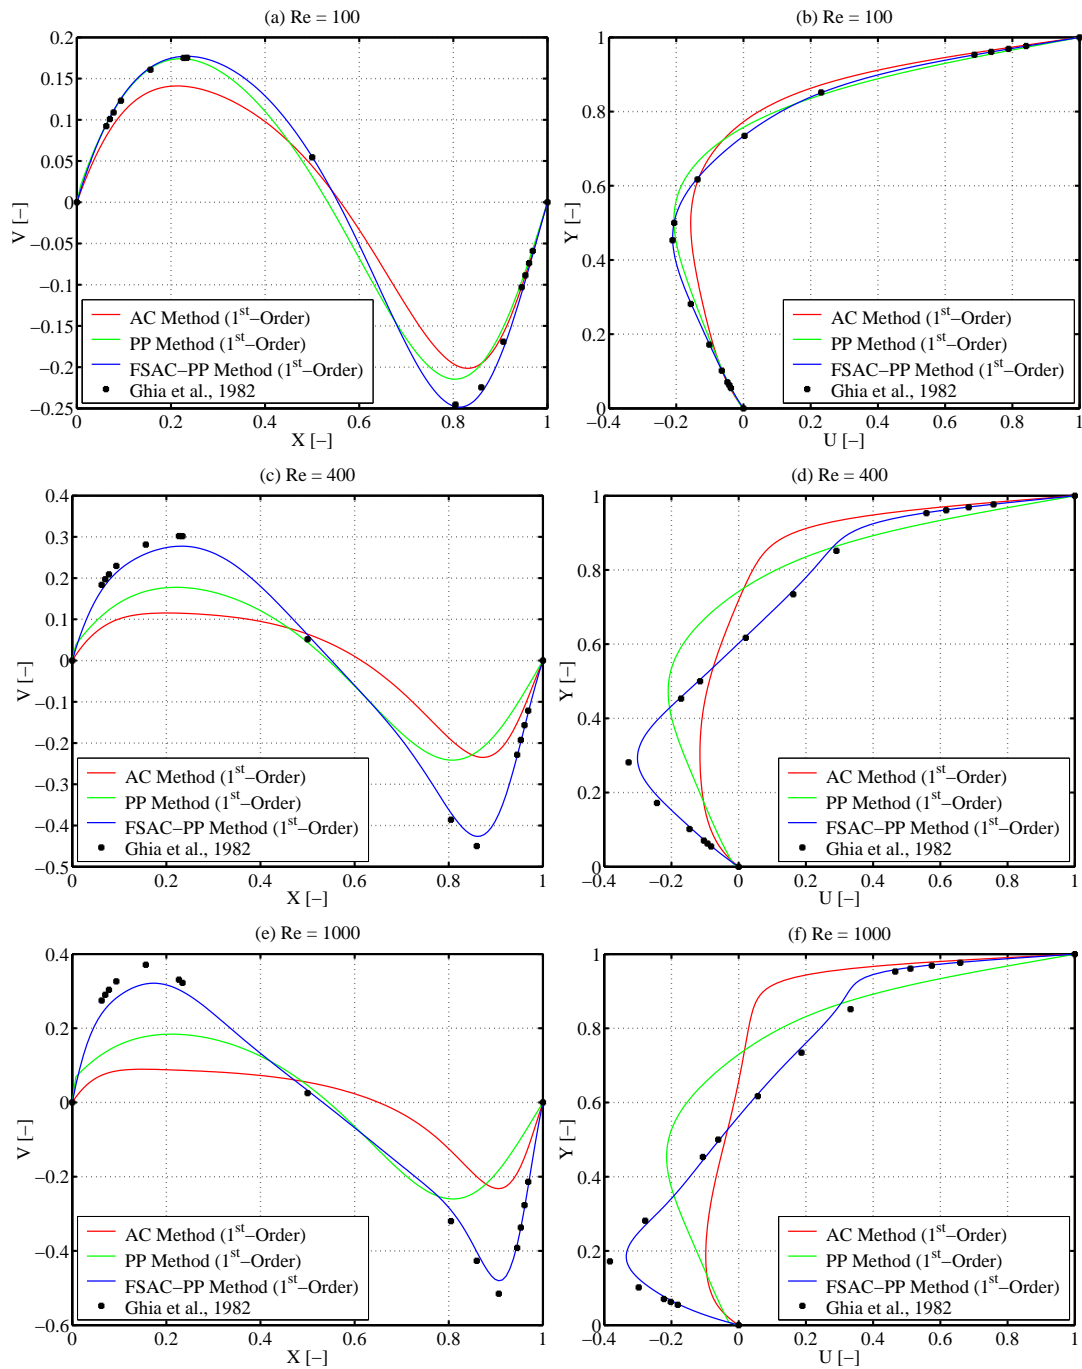 (a) Re = 100
0.2
0.15
0.1
0.05
0
−0.05
−0.1
−0.15
−0.2
−0.25
V [−]
0 0.2 0.4 0.6 0.8 1
X [−]
AC Method (1st−Order)
PP Method (1st−Order)
FSAC−PP Method (1st−Order)
Ghia et al., 1982
(b) Re = 100
1
0.8
0.6
0.4
0.2
0
Y [−]
−0.4 −0.2 0 0.2 0.4 0.6 0.8 1
U [−]
AC Method (1st−Order)
PP Method (1st−Order)
FSAC−PP Method (1st−Order)
Ghia et al., 1982
(c) Re = 400
0.4
0.3
0.2
0.1
0
−0.1
−0.2
−0.3
−0.4
−0.5
V [−]
0 0.2 0.4 0.6 0.8 1
X [−]
AC Method (1st−Order)
PP Method (1st−Order)
FSAC−PP Method (1st−Order)
Ghia et al., 1982
(d) Re = 400
1
0.8
0.6
0.4
0.2
0
Y [−]
−0.4 −0.2 0 0.2 0.4 0.6 0.8 1
U [−]
AC Method (1st−Order)
PP Method (1st−Order)
FSAC−PP Method (1st−Order)
Ghia et al., 1982
(e) Re = 1000
0.4
0.2
0
−0.2
−0.4
−0.6
V [−]
0 0.2 0.4 0.6 0.8 1
X [−]
AC Method (1st−Order)
PP Method (1st−Order)
FSAC−PP Method (1st−Order)
Ghia et al., 1982
(f) Re = 1000
1
0.8
0.6
0.4
0.2
0
Y [−]
−0.4 −0.2 0 0.2 0.4 0.6 0.8 1
U [−]
AC Method (1st−Order)
PP Method (1st−Order)
FSAC−PP Method (1st−Order)
Ghia et al., 1982